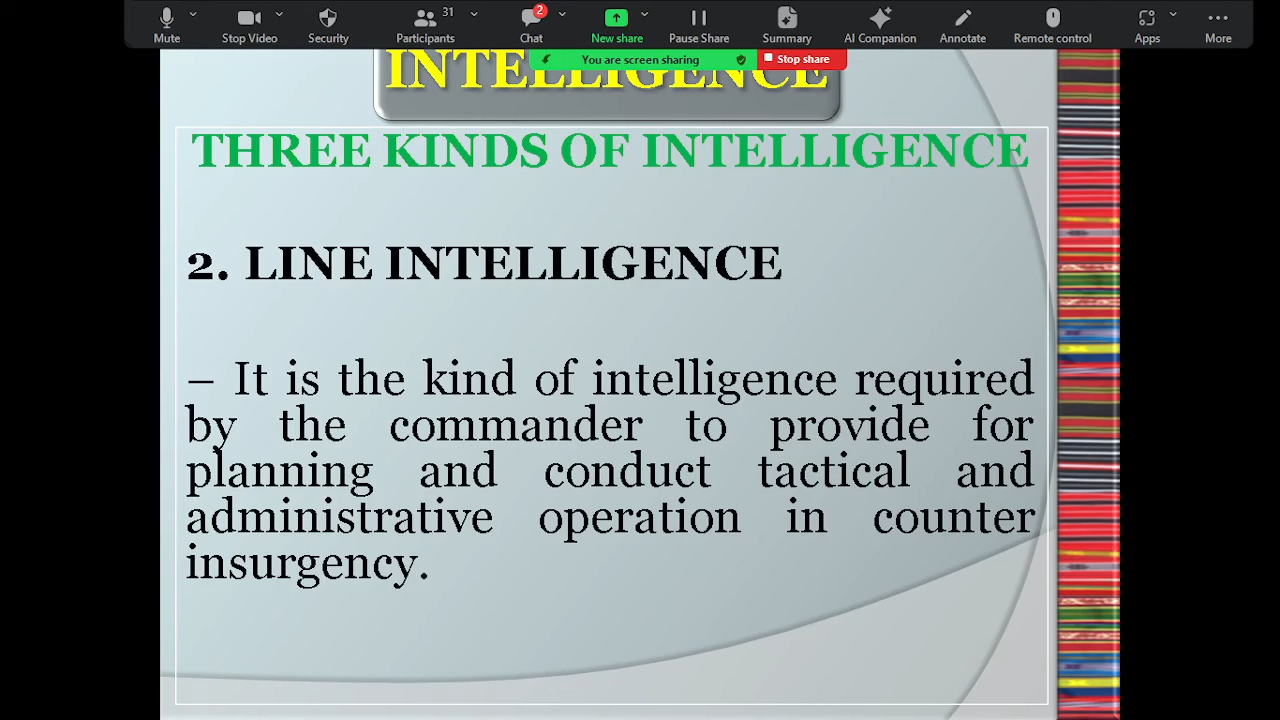 Mute
Stop Video
Security
31
Participants
2
Chat
New share
Pause Share
Summary
AI Companion
Annotate
Remote control
Apps
More
You are screen sharing
Stop share
INTELLIGENCE
THREE KINDS OF INTELLIGENCE
2. LINE INTELLIGENCE
– It is the kind of intelligence required
by the commander to provide for
planning and conduct tactical and
administrative operation in counter
insurgency.